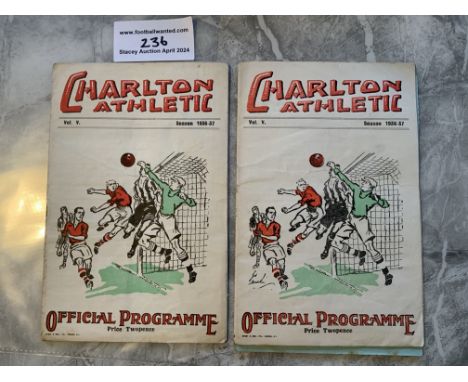 www.footballwanted.com
236
Stacey Auction April 2024
CHARLTON
ATHLETIC
Vol. V. Season 1936-37
OFFICIAL PROGRAMME
Price Twopence
CHARLTON
ATHLETIC
Vol. V. Season 1936-37
OFFICIAL PROGRAMME
Price Twopence